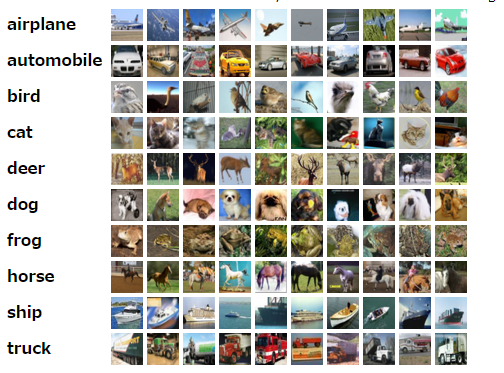 airplane
automobile
bird
cat
deer
dog
frog
horse
ship
truck